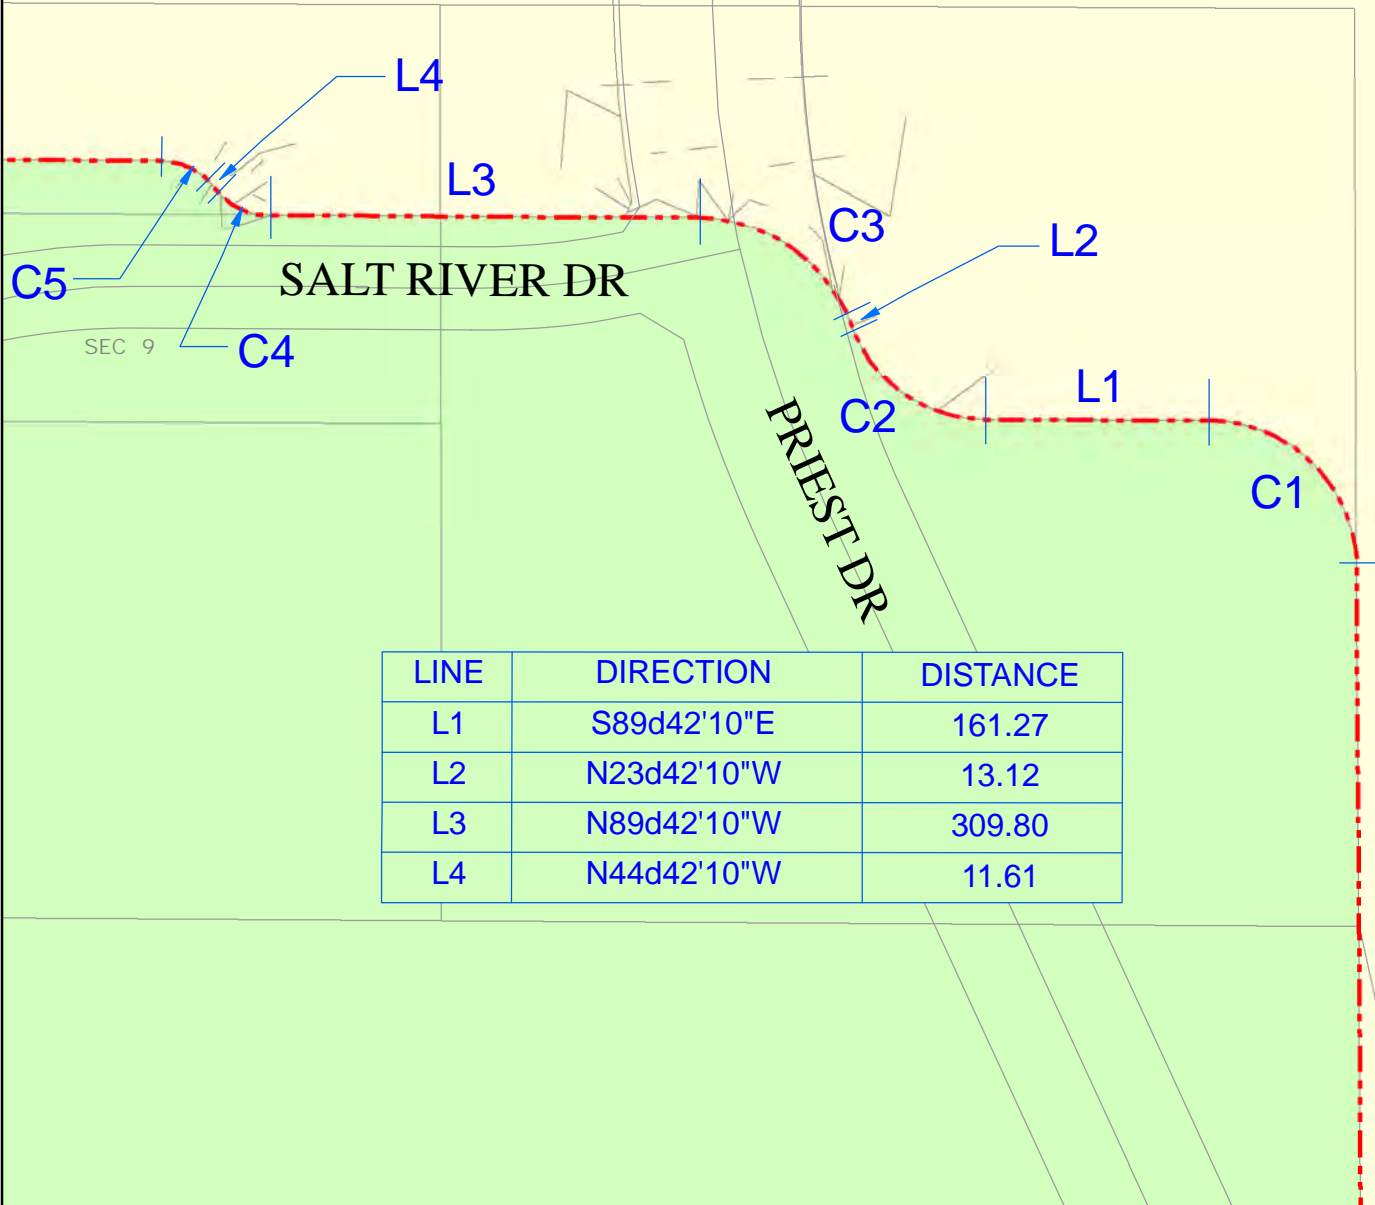 L4
L3
C3
L2
C5
SALT RIVER DR
SEC 9
C4
L1
C2
PRIEST DR
C1
LINE DIRECTION DISTANCE
L1 S89d42'10"E 161.27
L2 N23d42'10"W 13.12
L3 N89d42'10"W 309.80
L4 N44d42'10"W 11.61